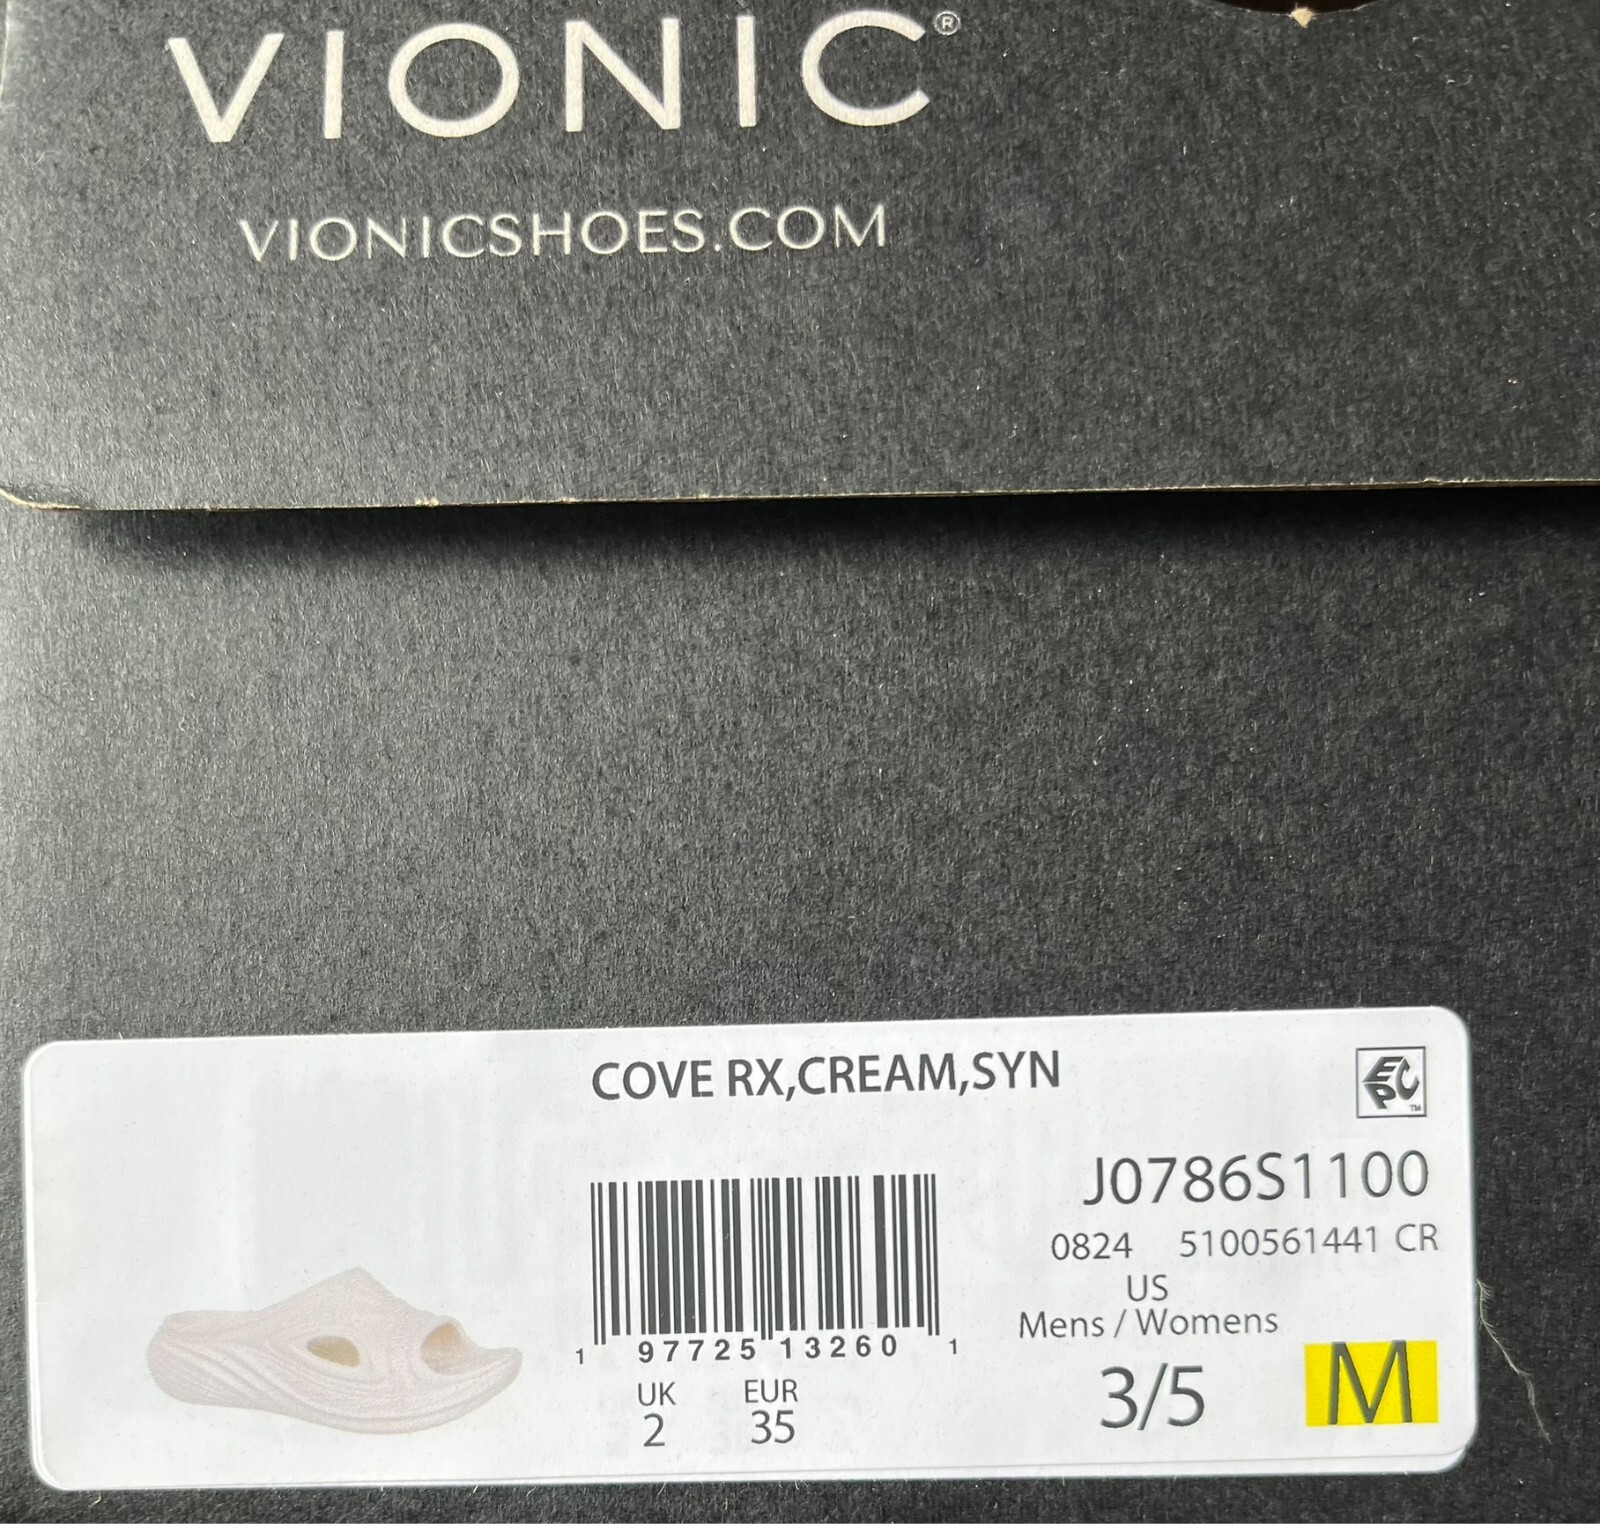 VIONIC®
VIONICSHOES.COM
COVE RX,CREAM,SYN
EPC™
J0786S1100
0824 5100561441 CR
US
Mens / Womens
3/5 M
1 97725 13260 1
UK EUR
2 35